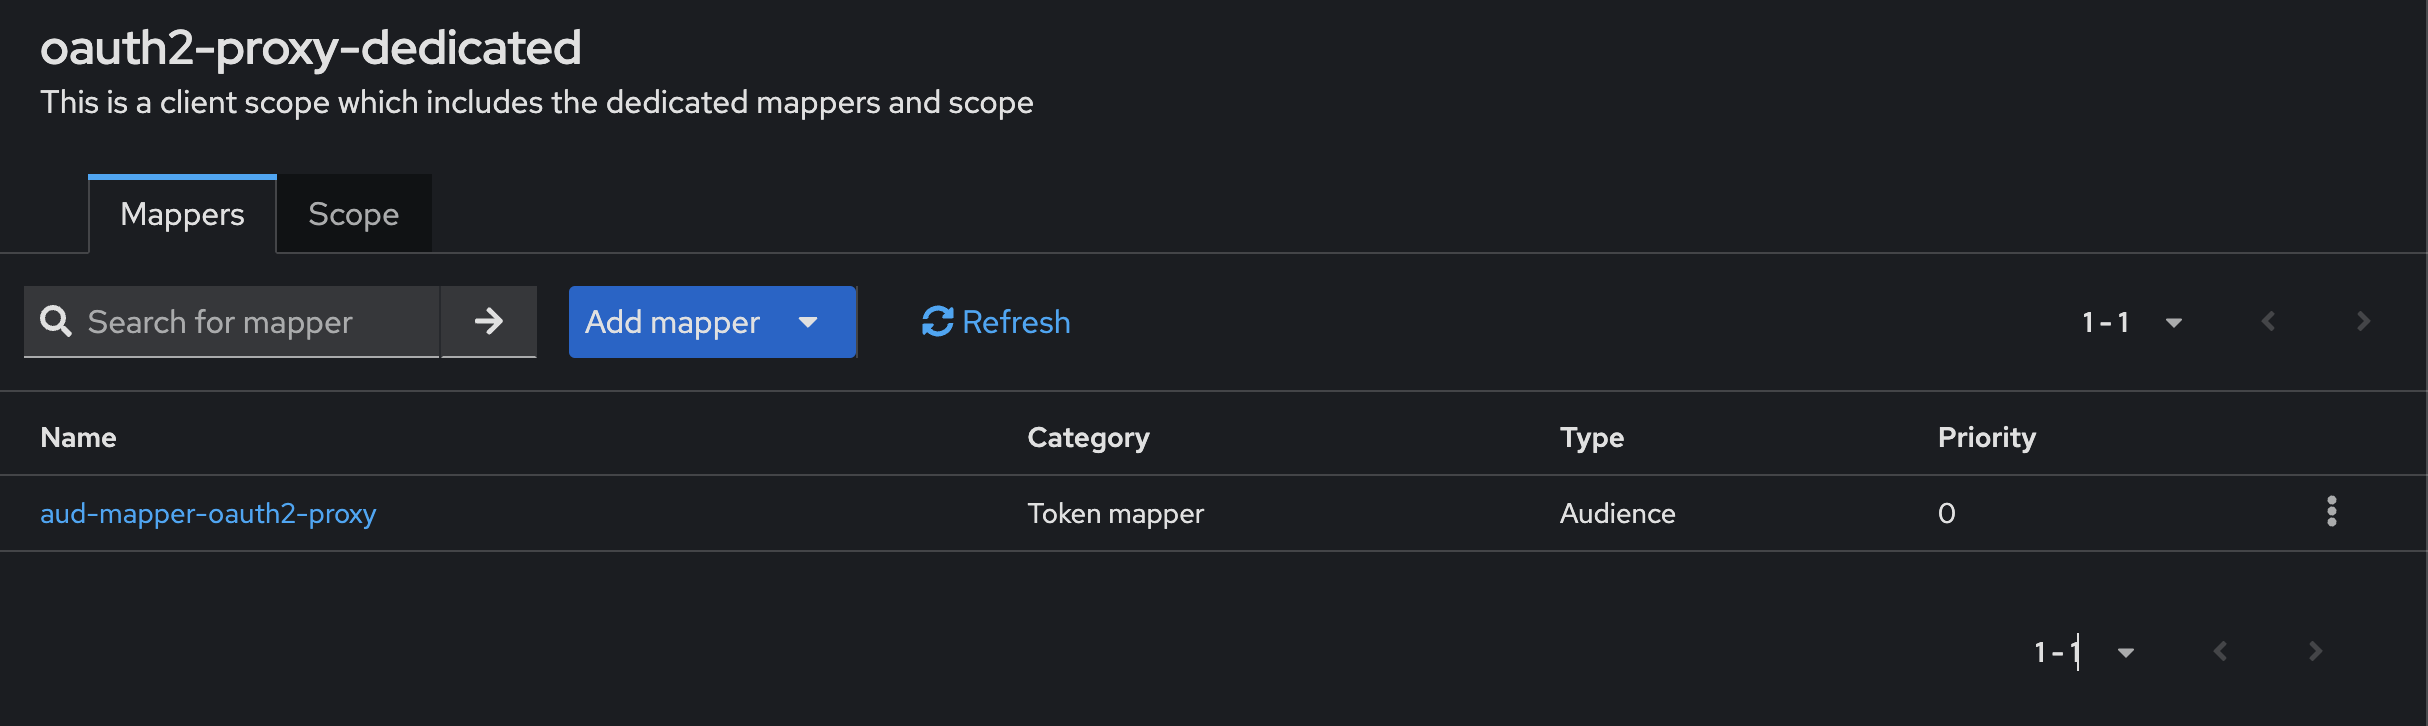 oauth2-proxy-dedicated
This is a client scope which includes the dedicated mappers and scope
Mappers Scope
Search for mapper Add mapper Refresh 1 - 1
Name Category Type Priority
aud-mapper-oauth2-proxy Token mapper Audience 0
1 - 1